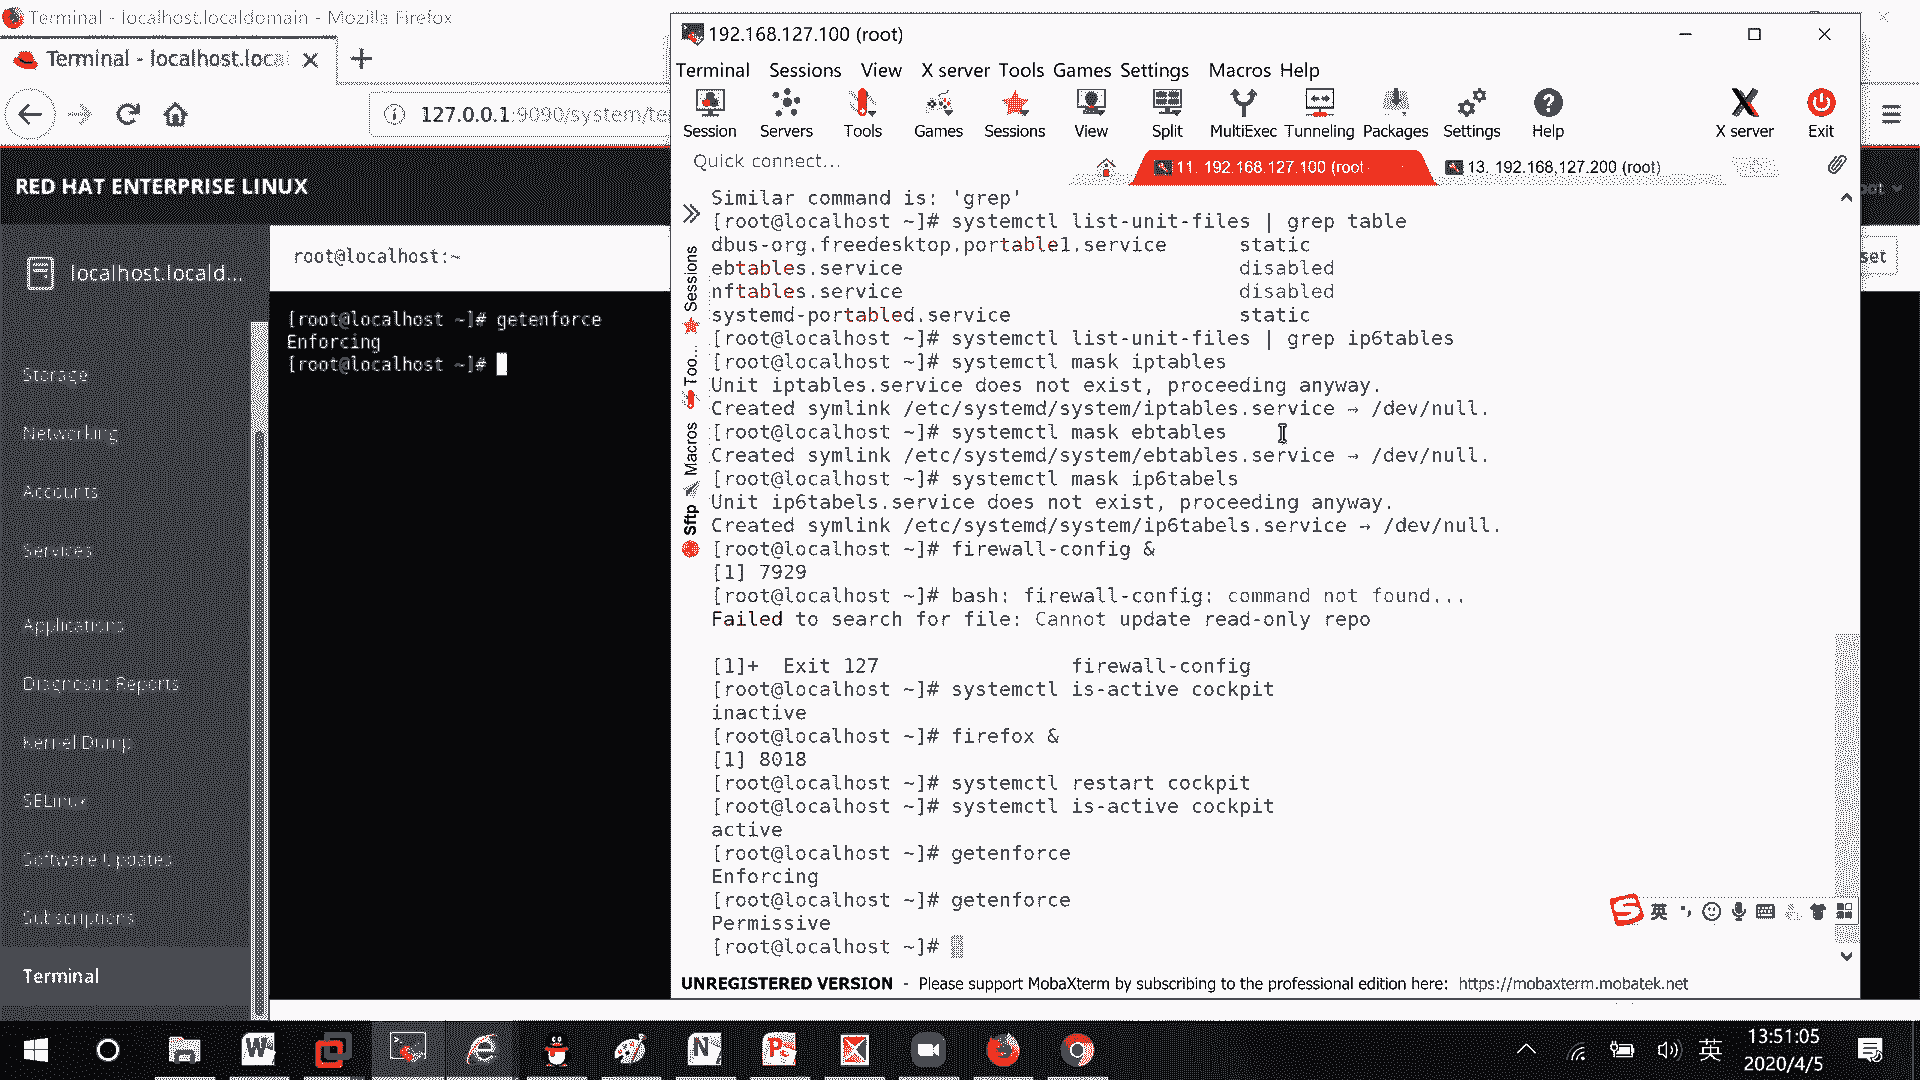 Terminal - localhost.localdomain - Mozilla Firefox
Terminal - localhost.loca
127.0.0.1:9090/system/te
RED HAT ENTERPRISE LINUX
localhost.locald...
Storage
Networking
Accounts
Services
Applications
Diagnostic Reports
Kernel Dump
SELinux
Software Updates
Subscriptions
Terminal
root@localhost:~
[root@localhost ~]# getenforce
Enforcing
[root@localhost ~]#
set
192.168.127.100 (root)
Terminal Sessions View X server Tools Games Settings Macros Help
Session Servers Tools Games Sessions View Split MultiExec Tunneling Packages Settings Help X server Exit
Quick connect...
11. 192.168.127.100 (root
13. 192.168.127.200 (root)
Sessions
Too...
Macros
Sftp
Similar command is: 'grep'
[root@localhost ~]# systemctl list-unit-files | grep table
dbus-org.freedesktop.portable1.service static
ebtables.service disabled
nftables.service disabled
systemd-portabled.service static
[root@localhost ~]# systemctl list-unit-files | grep ip6tables
[root@localhost ~]# systemctl mask iptables
Unit iptables.service does not exist, proceeding anyway.
Created symlink /etc/systemd/system/iptables.service → /dev/null.
[root@localhost ~]# systemctl mask ebtables
Created symlink /etc/systemd/system/ebtables.service → /dev/null.
[root@localhost ~]# systemctl mask ip6tabels
Unit ip6tabels.service does not exist, proceeding anyway.
Created symlink /etc/systemd/system/ip6tabels.service → /dev/null.
[root@localhost ~]# firewall-config &
[1] 7929
[root@localhost ~]# bash: firewall-config: command not found...
Failed to search for file: Cannot update read-only repo
[1]+ Exit 127 firewall-config
[root@localhost ~]# systemctl is-active cockpit
inactive
[root@localhost ~]# firefox &
[1] 8018
[root@localhost ~]# systemctl restart cockpit
[root@localhost ~]# systemctl is-active cockpit
active
[root@localhost ~]# getenforce
Enforcing
[root@localhost ~]# getenforce
Permissive
[root@localhost ~]#
英
UNREGISTERED VERSION - Please support MobaXterm by subscribing to the professional edition here: https://mobaxterm.mobatek.net
英
13:51:05
2020/4/5